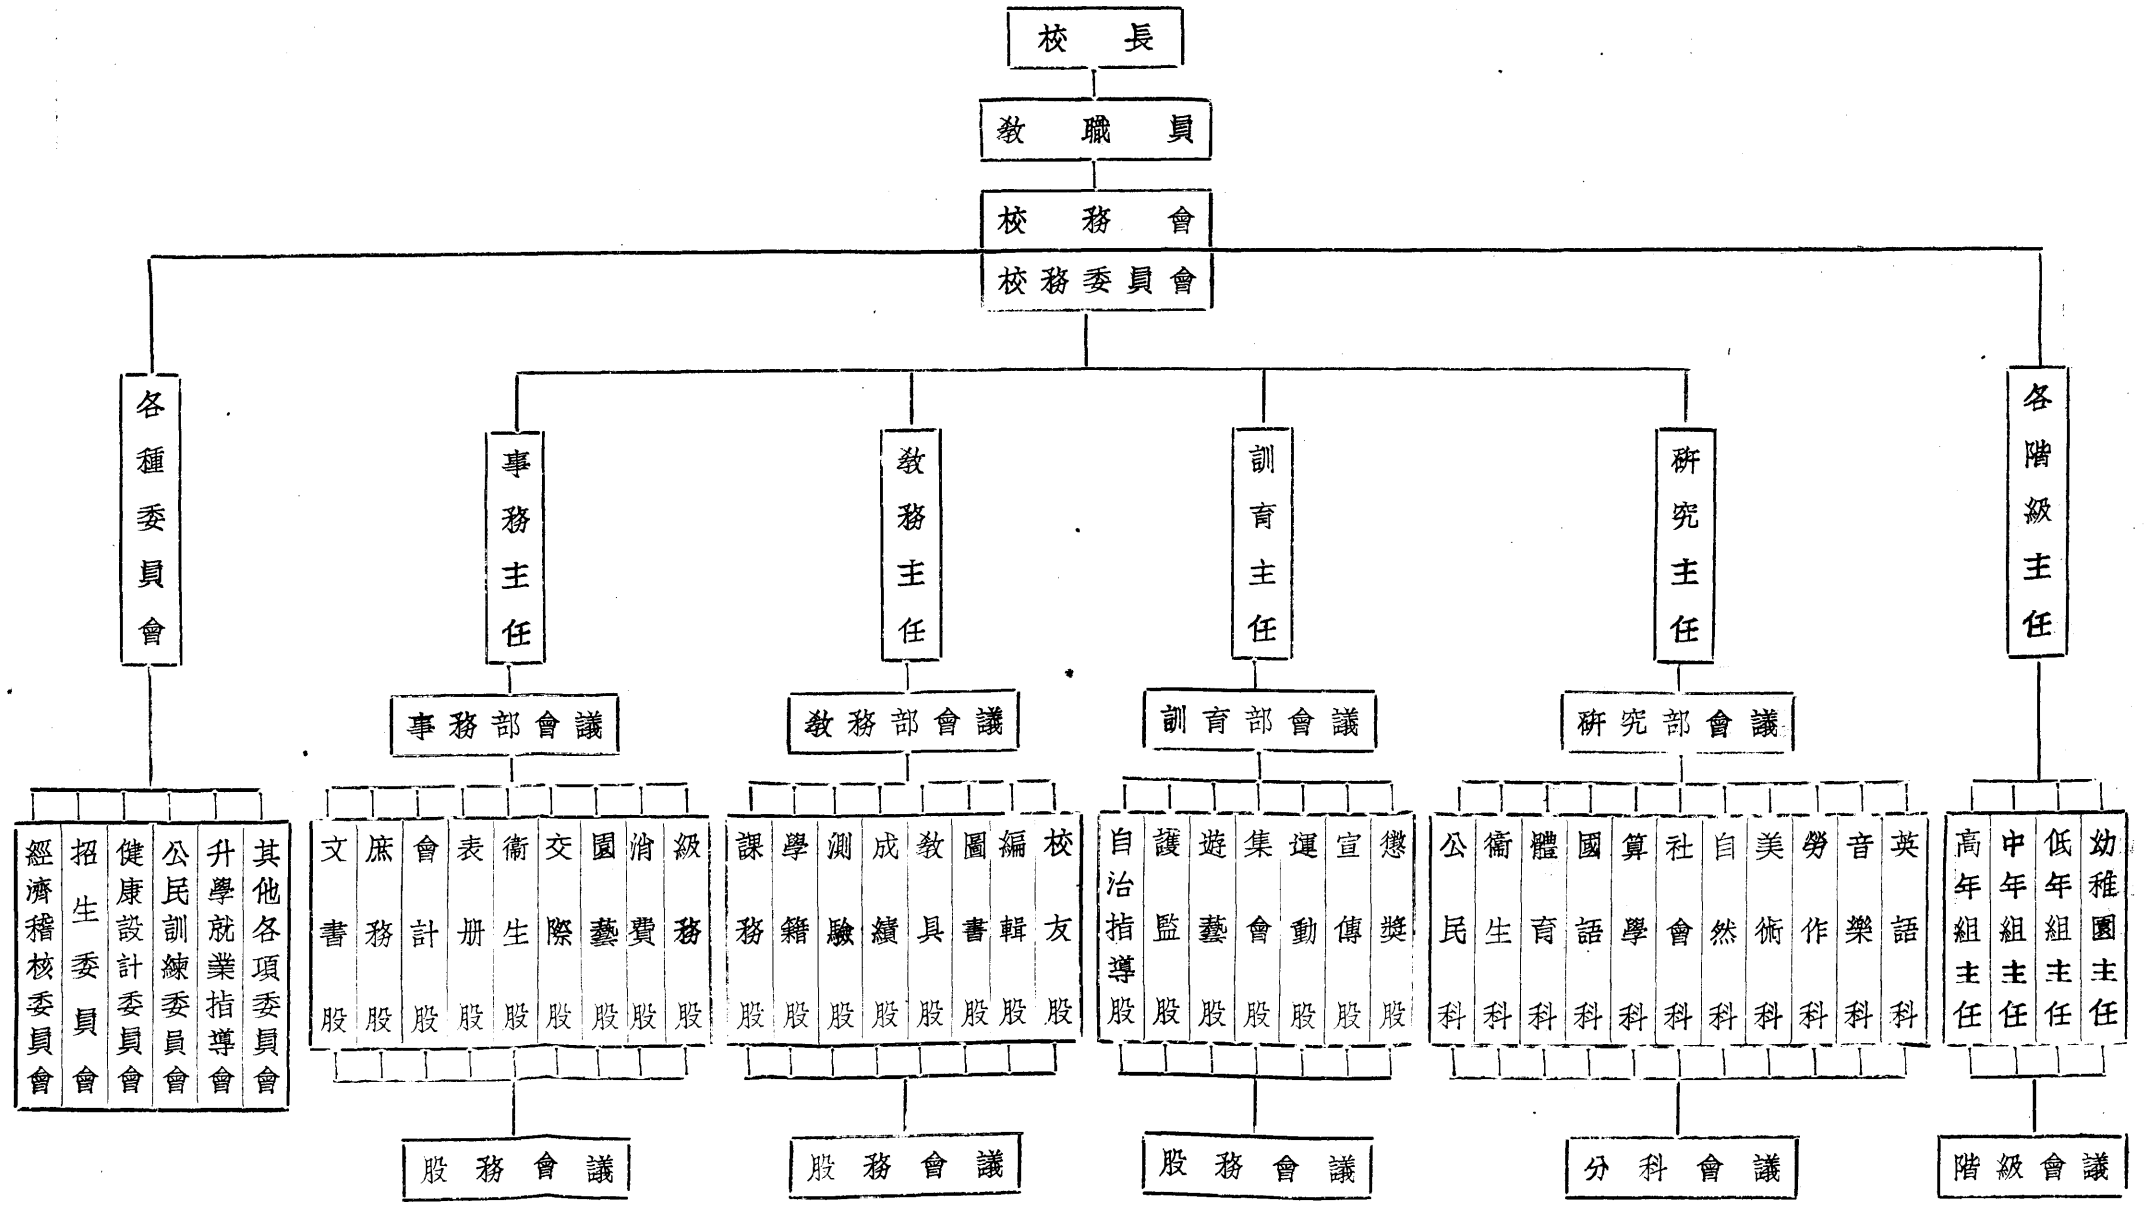 校長
教職員
校務會
校務委員會
各種委員會
事務主任
教務主任
訓育主任
研究主任
各階級主任
事務部會議
教務部會議
訓育部會議
研究部會議
經濟稽核委員會
招生委員會
健康設計委員會
公民訓練委員會
升學就業指導會
其他各項委員會
文書股
庶務股
會計股
表册股
衞生股
交際股
園藝股
消費股
級務股
課務股
學籍股
測驗股
成績股
教具股
圖書股
編輯股
校友股
自治指導股
護監股
遊藝股
集會股
運動股
宣傳股
懲獎股
公民科
衞生科
體育科
國語科
算學科
社會科
自然科
美術科
勞作科
音樂科
英語科
高年組主任
中年組主任
低年組主任
幼稚園主任
股務會議
股務會議
股務會議
分科會議
階級會議